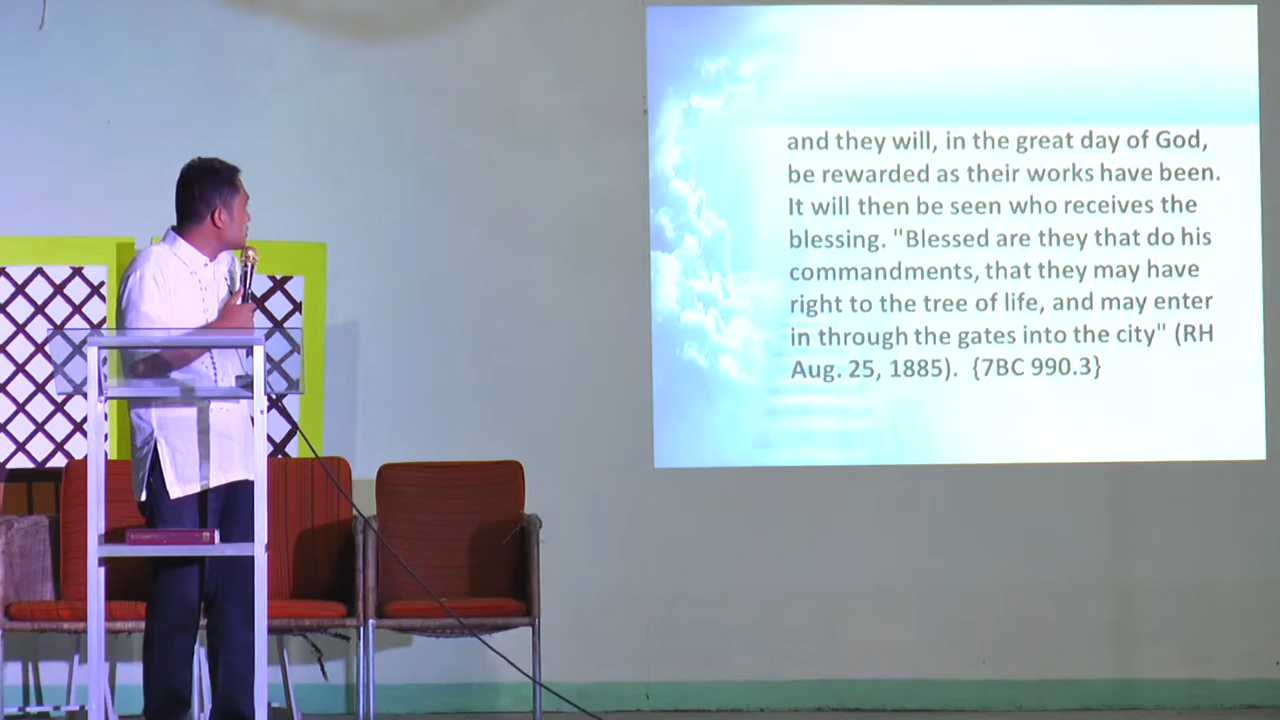 and they will, in the great day of God,
be rewarded as their works have been.
It will then be seen who receives the
blessing. "Blessed are they that do his
commandments, that they may have
right to the tree of life, and may enter
in through the gates into the city" (RH
Aug. 25, 1885).  {7BC 990.3}